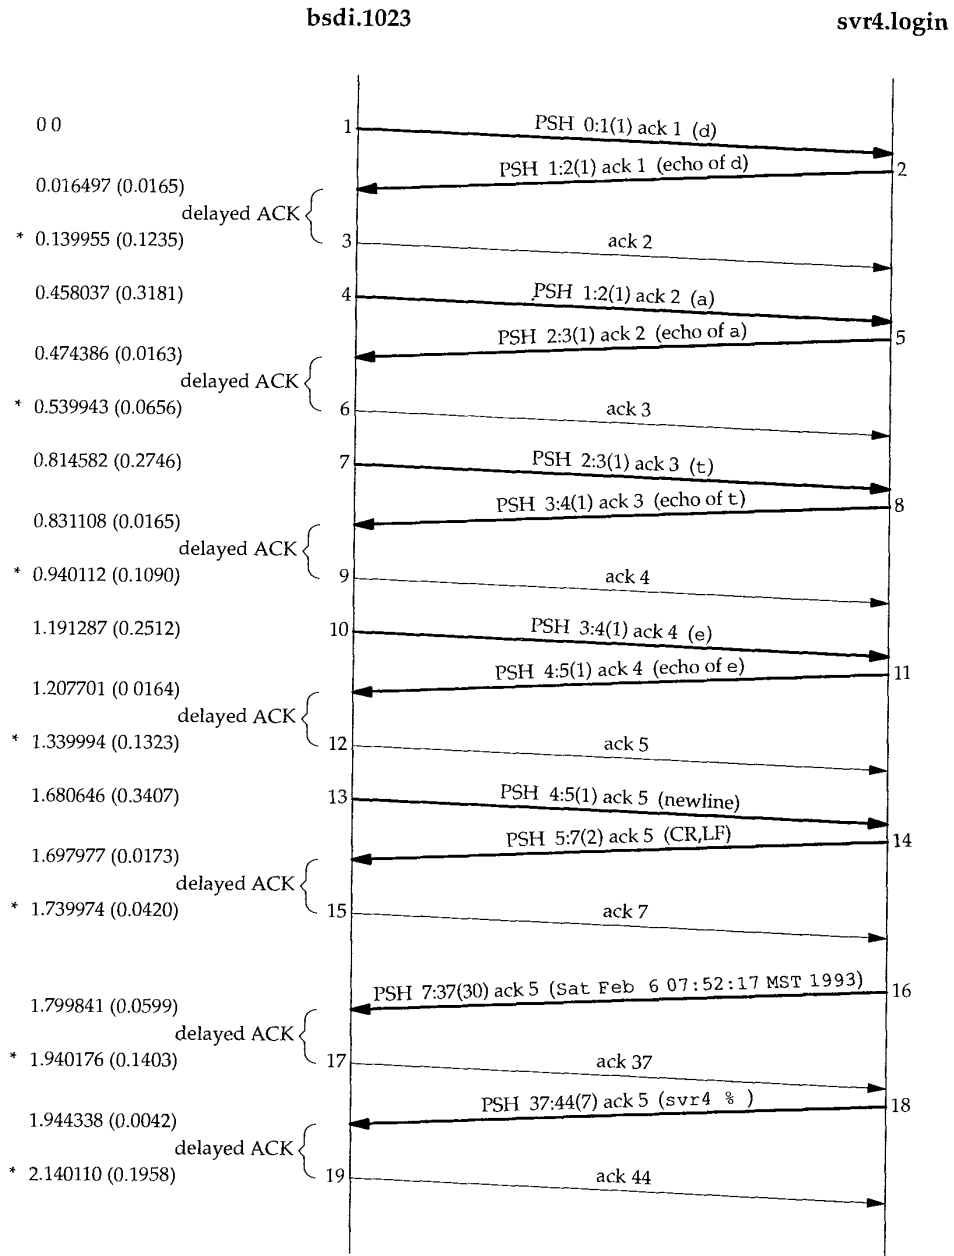 bsdi.1023 svr4.login
0 0 1 PSH 0:1(1) ack 1 (d)
PSH 1:2(1) ack 1 (echo of d) 2
0.016497 (0.0165)
delayed ACK
* 0.139955 (0.1235) 3 ack 2
0.458037 (0.3181) 4 PSH 1:2(1) ack 2 (a)
PSH 2:3(1) ack 2 (echo of a) 5
0.474386 (0.0163)
delayed ACK
* 0.539943 (0.0656) 6 ack 3
0.814582 (0.2746) 7 PSH 2:3(1) ack 3 (t)
PSH 3:4(1) ack 3 (echo of t) 8
0.831108 (0.0165)
delayed ACK
* 0.940112 (0.1090) 9 ack 4
1.191287 (0.2512) 10 PSH 3:4(1) ack 4 (e)
PSH 4:5(1) ack 4 (echo of e) 11
1.207701 (0 0164)
delayed ACK
* 1.339994 (0.1323) 12 ack 5
1.680646 (0.3407) 13 PSH 4:5(1) ack 5 (newline)
PSH 5:7(2) ack 5 (CR,LF) 14
1.697977 (0.0173)
delayed ACK
* 1.739974 (0.0420) 15 ack 7
PSH 7:37(30) ack 5 (Sat Feb 6 07:52:17 MST 1993) 16
1.799841 (0.0599)
delayed ACK
* 1.940176 (0.1403) 17 ack 37
PSH 37:44(7) ack 5 (svr4 % ) 18
1.944338 (0.0042)
delayed ACK
* 2.140110 (0.1958) 19 ack 44